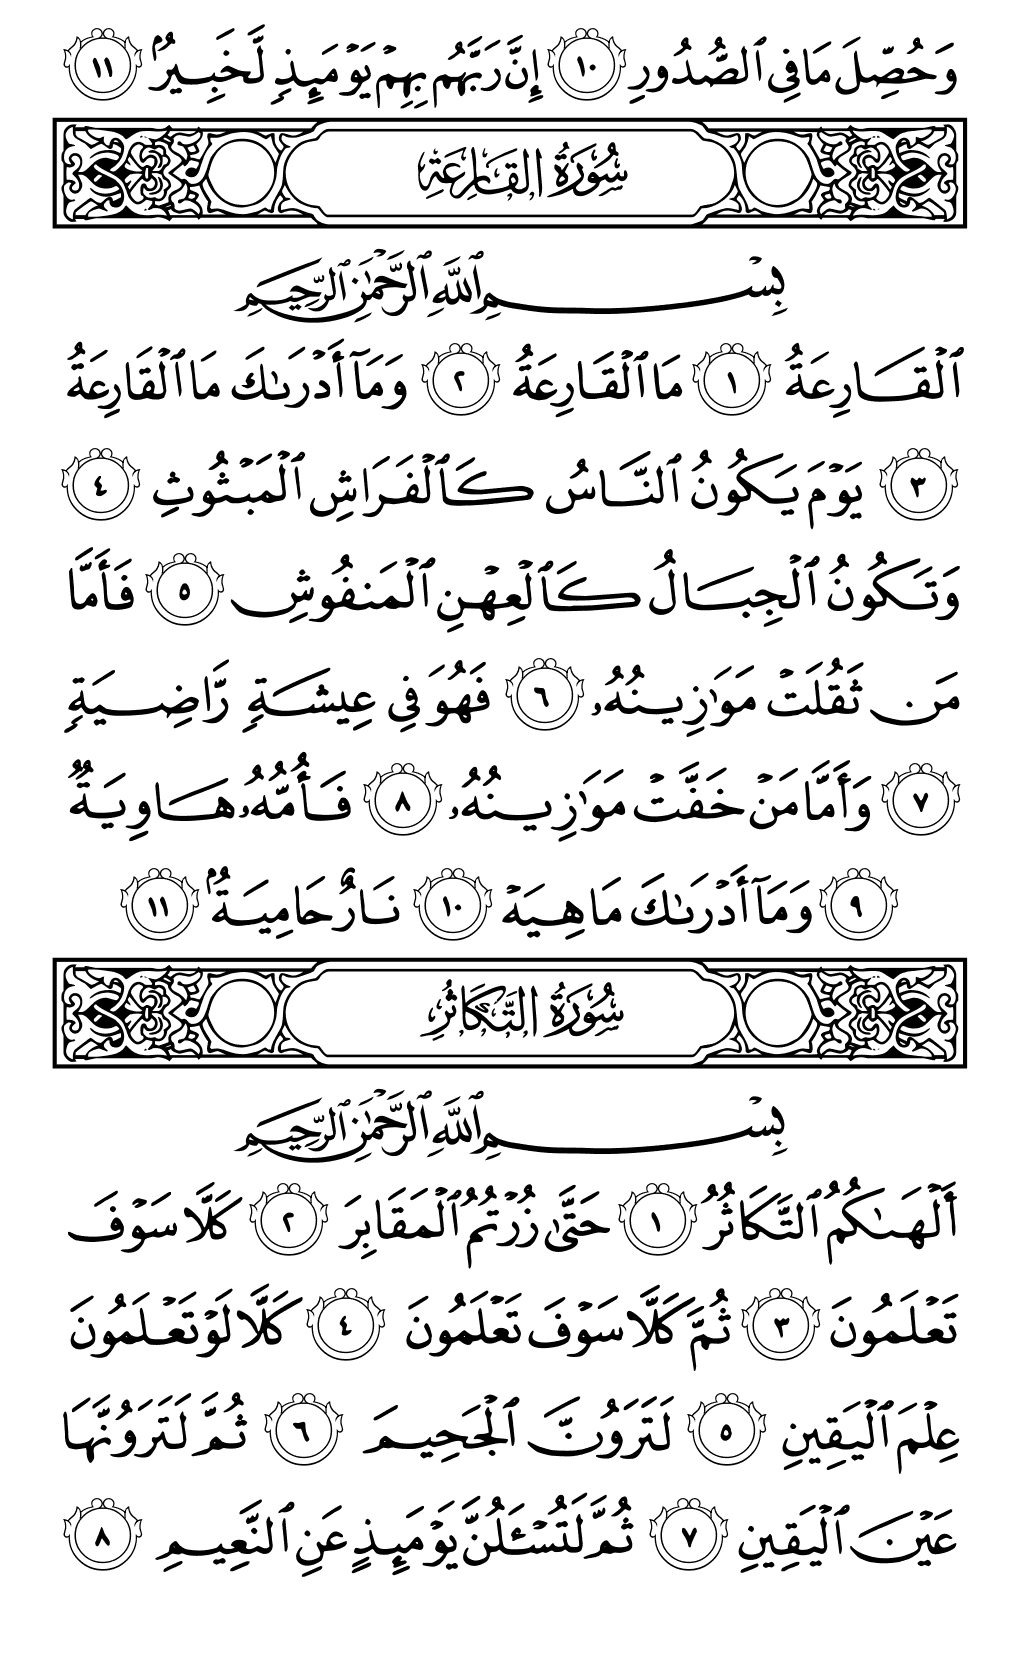 وَحُصِّلَ مَا فِي ٱلصُّدُورِ ١٠ إِنَّ رَبَّهُم بِهِمْ يَوْمَئِذٍ لَّخَبِيرٌۢ ١١
سُورَةُ القَارِعَةِ
بِسْمِ ٱللَّهِ ٱلرَّحْمَٰنِ ٱلرَّحِيمِ
ٱلْقَارِعَةُ ١ مَا ٱلْقَارِعَةُ ٢ وَمَآ أَدْرَىٰكَ مَا ٱلْقَارِعَةُ
٣ يَوْمَ يَكُونُ ٱلنَّاسُ كَٱلْفَرَاشِ ٱلْمَبْثُوثِ ٤
وَتَكُونُ ٱلْجِبَالُ كَٱلْعِهْنِ ٱلْمَنفُوشِ ٥ فَأَمَّا
مَن ثَقُلَتْ مَوَٰزِينُهُۥ ٦ فَهُوَ فِي عِيشَةٍ رَّاضِيَةٍ
٧ وَأَمَّا مَنْ خَفَّتْ مَوَٰزِينُهُۥ ٨ فَأُمُّهُۥ هَاوِيَةٌ
٩ وَمَآ أَدْرَىٰكَ مَا هِيَهْ ١٠ نَارٌ حَامِيَةٌۢ ١١
سُورَةُ التَّكَاثُرِ
بِسْمِ ٱللَّهِ ٱلرَّحْمَٰنِ ٱلرَّحِيمِ
أَلْهَىٰكُمُ ٱلتَّكَاثُرُ ١ حَتَّىٰ زُرْتُمُ ٱلْمَقَابِرَ ٢ كَلَّا سَوْفَ
تَعْلَمُونَ ٣ ثُمَّ كَلَّا سَوْفَ تَعْلَمُونَ ٤ كَلَّا لَوْ تَعْلَمُونَ
عِلْمَ ٱلْيَقِينِ ٥ لَتَرَوُنَّ ٱلْجَحِيمَ ٦ ثُمَّ لَتَرَوُنَّهَا
عَيْنَ ٱلْيَقِينِ ٧ ثُمَّ لَتُسْـَٔلُنَّ يَوْمَئِذٍ عَنِ ٱلنَّعِيمِ ٨